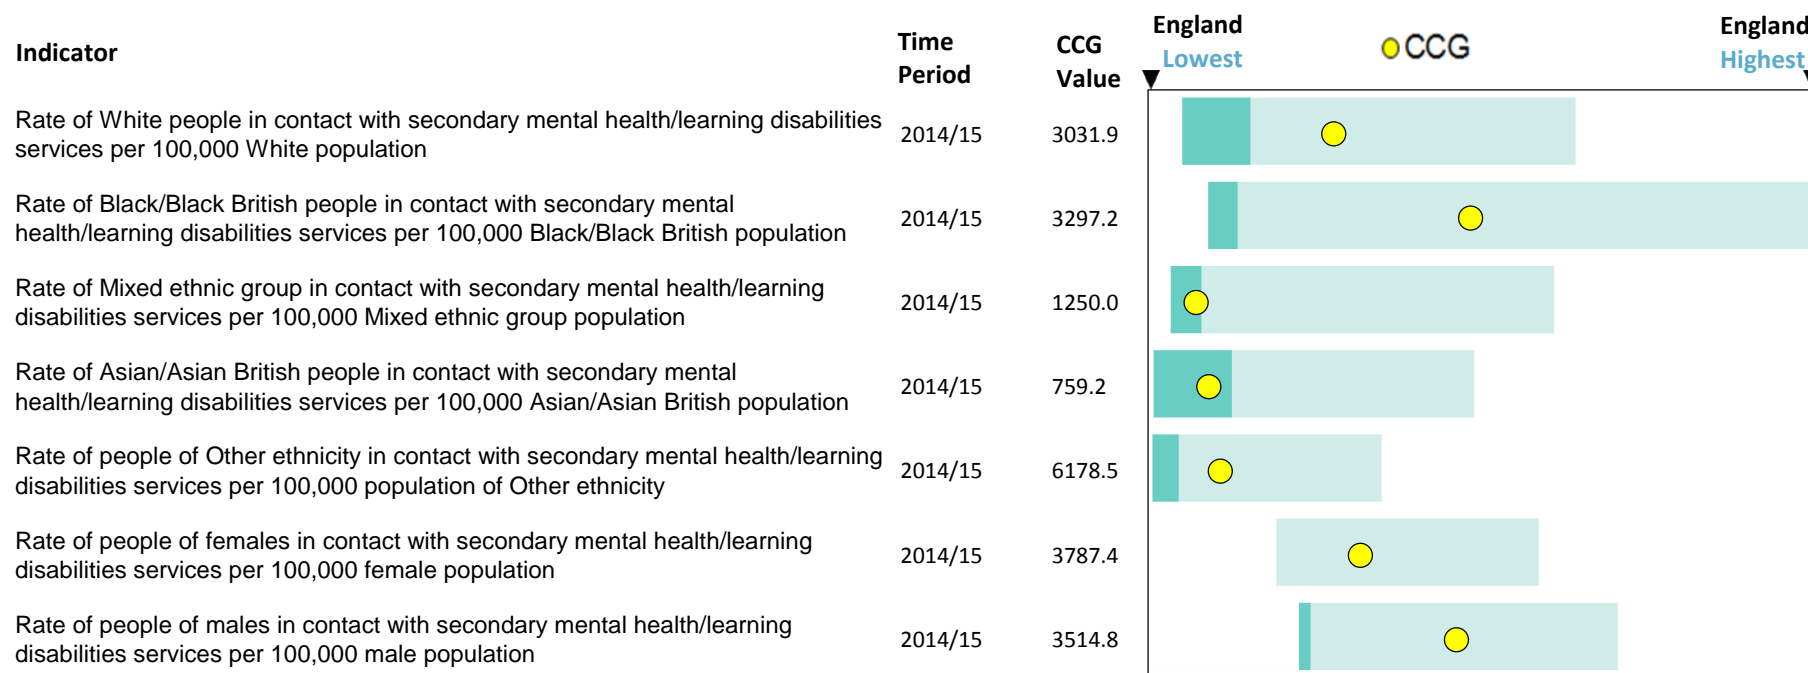 Indicator
Time
Period
CCG
Value
England
Lowest
CCG
England
Highest
Rate of White people in contact with secondary mental health/learning disabilities
services per 100,000 White population
2014/15
3031.9
Rate of Black/Black British people in contact with secondary mental
health/learning disabilities services per 100,000 Black/Black British population
2014/15
3297.2
Rate of Mixed ethnic group in contact with secondary mental health/learning
disabilities services per 100,000 Mixed ethnic group population
2014/15
1250.0
Rate of Asian/Asian British people in contact with secondary mental
health/learning disabilities services per 100,000 Asian/Asian British population
2014/15
759.2
Rate of people of Other ethnicity in contact with secondary mental health/learning
disabilities services per 100,000 population of Other ethnicity
2014/15
6178.5
Rate of people of females in contact with secondary mental health/learning
disabilities services per 100,000 female population
2014/15
3787.4
Rate of people of males in contact with secondary mental health/learning
disabilities services per 100,000 male population
2014/15
3514.8